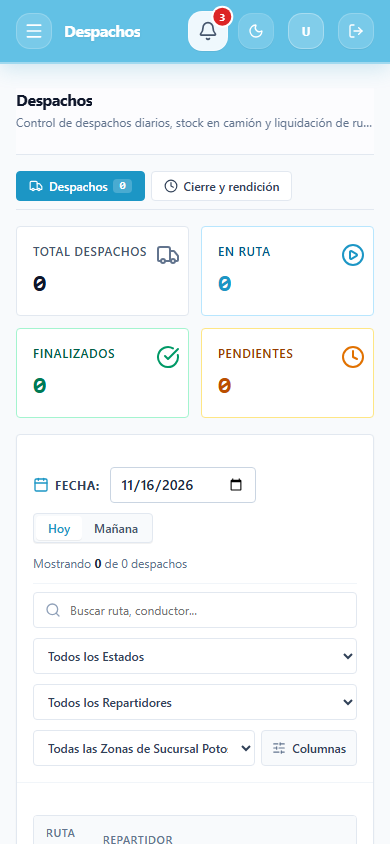 Despachos
3
U
Despachos
Control de despachos diarios, stock en camión y liquidación de ru...
Despachos 0
Cierre y rendición
TOTAL DESPACHOS
0
EN RUTA
0
FINALIZADOS
0
PENDIENTES
0
FECHA: 11/16/2026
Hoy Mañana
Mostrando 0 de 0 despachos
Buscar ruta, conductor...
Todos los Estados
Todos los Repartidores
Todas las Zonas de Sucursal Poto
Columnas
RUTA
REPARTIDOR